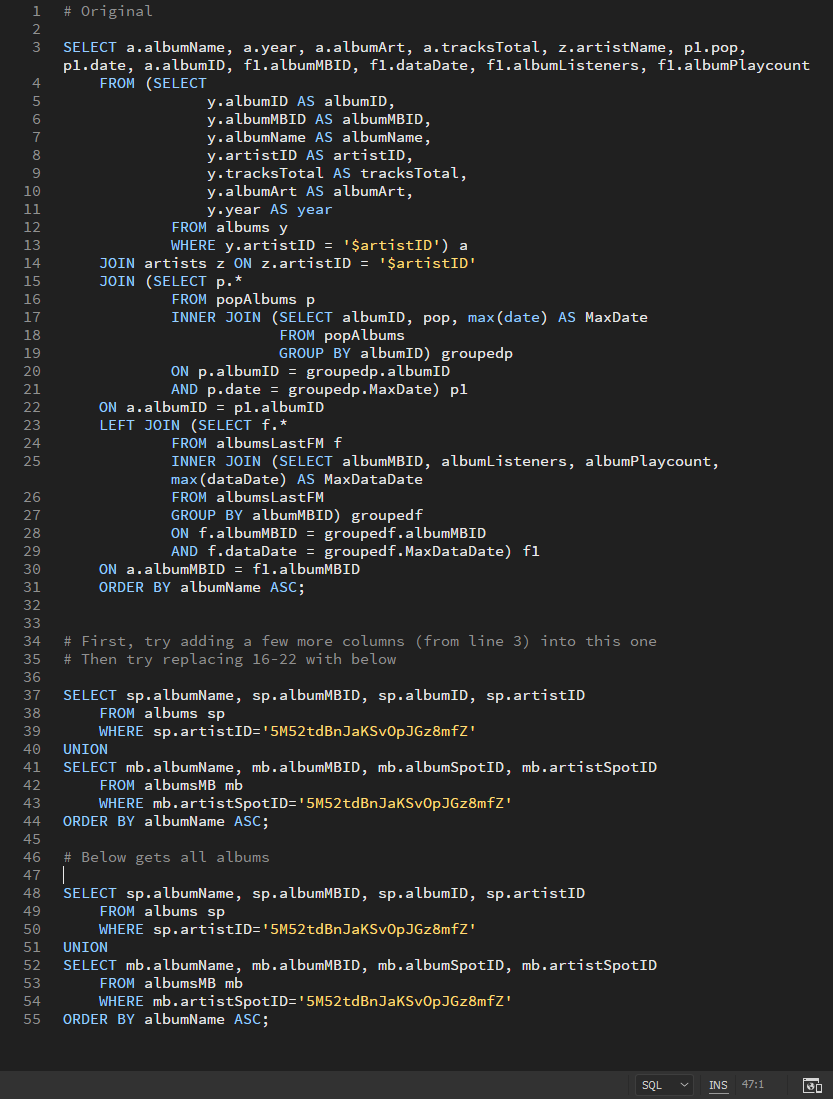 1 # Original
2
3 SELECT a.albumName, a.year, a.albumArt, a.tracksTotal, z.artistName, p1.pop,
p1.date, a.albumID, f1.albumMBID, f1.dataDate, f1.albumListeners, f1.albumPlaycount
4 FROM (SELECT
5 y.albumID AS albumID,
6 y.albumMBID AS albumMBID,
7 y.albumName AS albumName,
8 y.artistID AS artistID,
9 y.tracksTotal AS tracksTotal,
10 y.albumArt AS albumArt,
11 y.year AS year
12 FROM albums y
13 WHERE y.artistID = '$artistID') a
14 JOIN artists z ON z.artistID = '$artistID'
15 JOIN (SELECT p.*
16 FROM popAlbums p
17 INNER JOIN (SELECT albumID, pop, max(date) AS MaxDate
18 FROM popAlbums
19 GROUP BY albumID) groupedp
20 ON p.albumID = groupedp.albumID
21 AND p.date = groupedp.MaxDate) p1
22 ON a.albumID = p1.albumID
23 LEFT JOIN (SELECT f.*
24 FROM albumsLastFM f
25 INNER JOIN (SELECT albumMBID, albumListeners, albumPlaycount,
max(dataDate) AS MaxDataDate
26 FROM albumsLastFM
27 GROUP BY albumMBID) groupedf
28 ON f.albumMBID = groupedf.albumMBID
29 AND f.dataDate = groupedf.MaxDataDate) f1
30 ON a.albumMBID = f1.albumMBID
31 ORDER BY albumName ASC;
32
33
34 # First, try adding a few more columns (from line 3) into this one
35 # Then try replacing 16-22 with below
36
37 SELECT sp.albumName, sp.albumMBID, sp.albumID, sp.artistID
38 FROM albums sp
39 WHERE sp.artistID='5M52tdBnJaKSvOpJGz8mfZ'
40 UNION
41 SELECT mb.albumName, mb.albumMBID, mb.albumSpotID, mb.artistSpotID
42 FROM albumsMB mb
43 WHERE mb.artistSpotID='5M52tdBnJaKSvOpJGz8mfZ'
44 ORDER BY albumName ASC;
45
46 # Below gets all albums
47
48 SELECT sp.albumName, sp.albumMBID, sp.albumID, sp.artistID
49 FROM albums sp
50 WHERE sp.artistID='5M52tdBnJaKSvOpJGz8mfZ'
51 UNION
52 SELECT mb.albumName, mb.albumMBID, mb.albumSpotID, mb.artistSpotID
53 FROM albumsMB mb
54 WHERE mb.artistSpotID='5M52tdBnJaKSvOpJGz8mfZ'
55 ORDER BY albumName ASC;
SQL INS 47:1